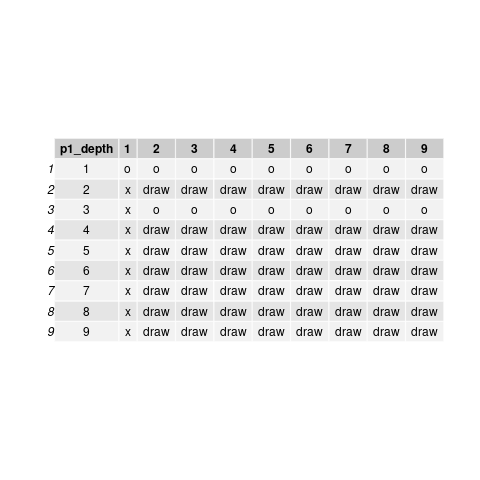 p1_depth 1 2 3 4 5 6 7 8 9
1 1 o o o o o o o o o
2 2 x draw draw draw draw draw draw draw draw
3 3 x o o o o o o o o
4 4 x draw draw draw draw draw draw draw draw
5 5 x draw draw draw draw draw draw draw draw
6 6 x draw draw draw draw draw draw draw draw
7 7 x draw draw draw draw draw draw draw draw
8 8 x draw draw draw draw draw draw draw draw
9 9 x draw draw draw draw draw draw draw draw